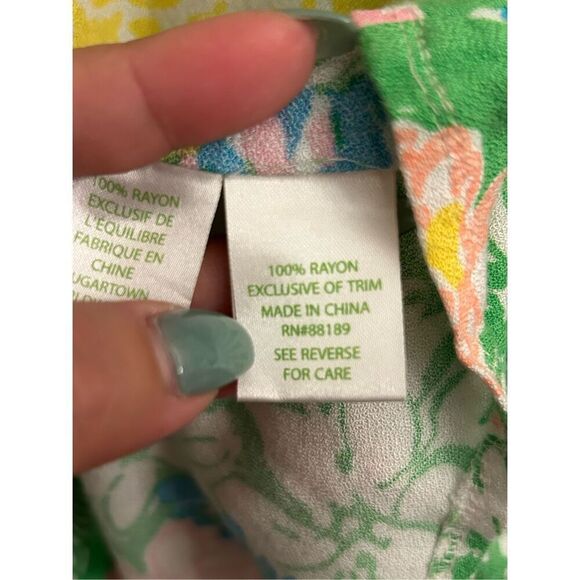 100% RAYON
EXCLUSIF DE
L'EQUILIBRE
FABRIQUE EN
CHINE
UGARTOWN
100% RAYON
EXCLUSIVE OF TRIM
MADE IN CHINA
RN#88189
SEE REVERSE
FOR CARE